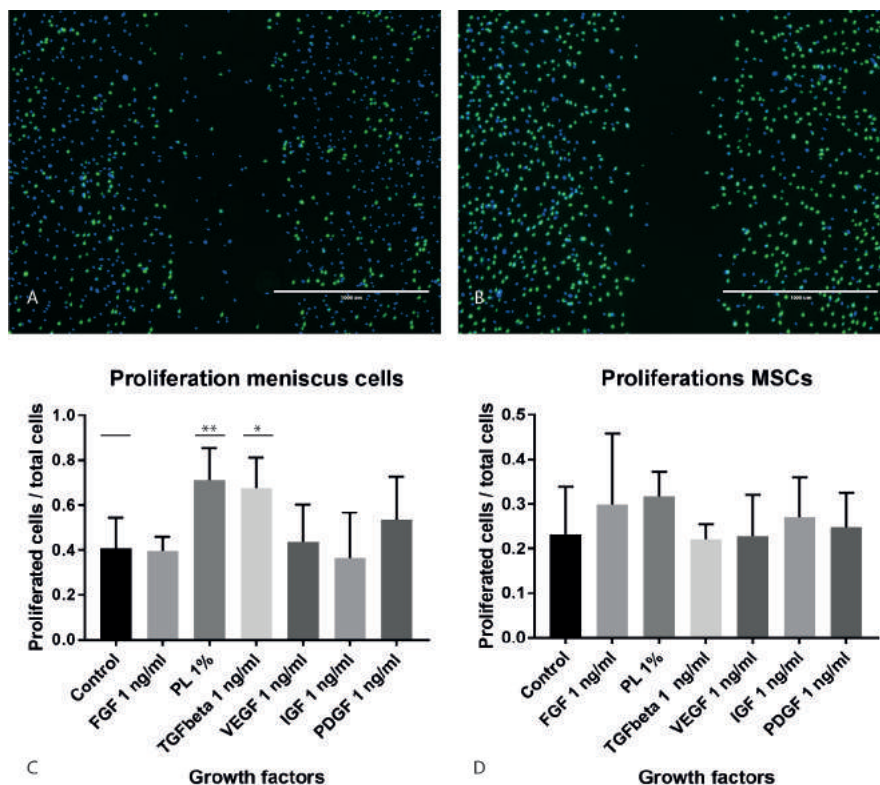 A
1000 um
B
1000 um
Proliferation meniscus cells
Proliferated cells / total cells
1.0
0.8
0.6
0.4
0.2
0.0
**
*
Control
FGF 1 ng/ml
PL 1%
TGFbeta 1 ng/ml
VEGF 1 ng/ml
IGF 1 ng/ml
PDGF 1 ng/ml
C
Growth factors
Proliferations MSCs
Proliferated cells / total cells
0.5
0.4
0.3
0.2
0.1
0.0
Control
FGF 1 ng/ml
PL 1%
TGFbeta 1 ng/ml
VEGF 1 ng/ml
IGF 1 ng/ml
PDGF 1 ng/ml
D
Growth factors